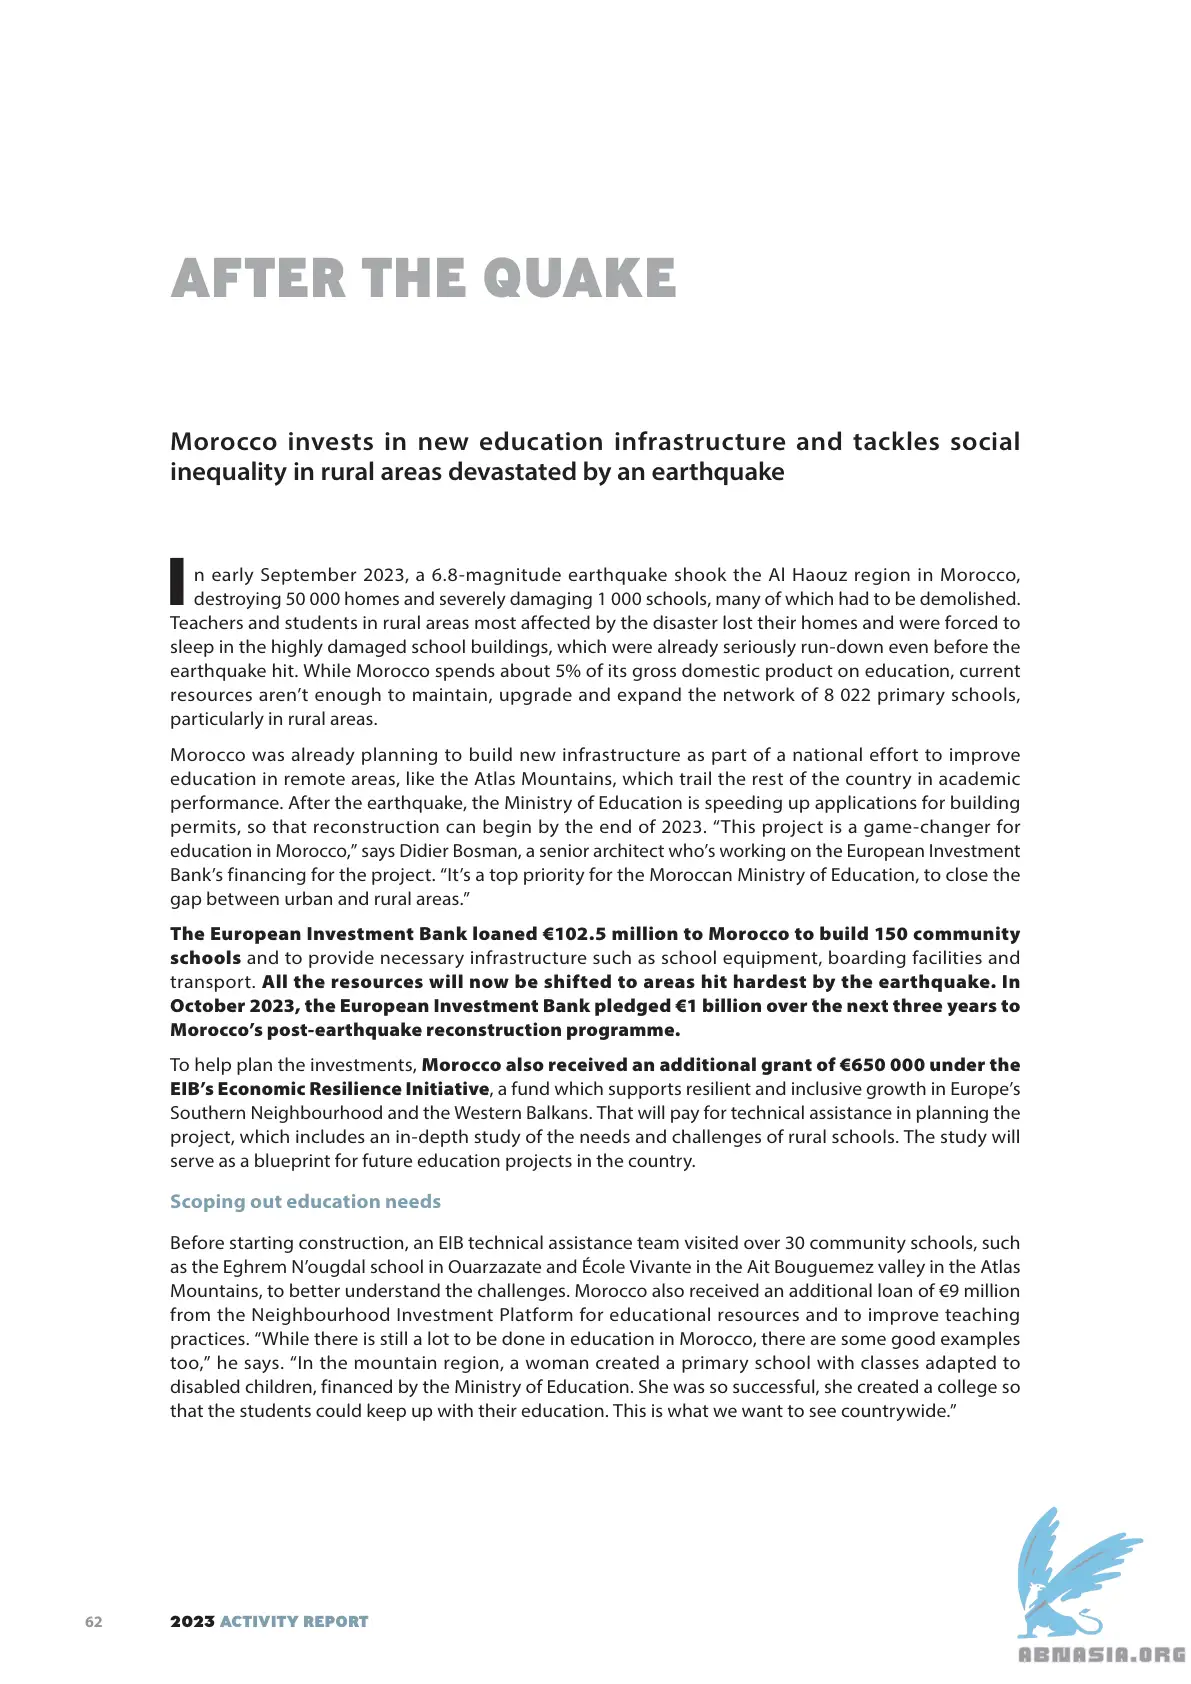 AFTER THE QUAKE
Morocco invests in new education infrastructure and tackles social
inequality in rural areas devastated by an earthquake
In early September 2023, a 6.8-magnitude earthquake shook the Al Haouz region in Morocco,
destroying 50 000 homes and severely damaging 1 000 schools, many of which had to be demolished.
Teachers and students in rural areas most affected by the disaster lost their homes and were forced to
sleep in the highly damaged school buildings, which were already seriously run-down even before the
earthquake hit. While Morocco spends about 5% of its gross domestic product on education, current
resources aren’t enough to maintain, upgrade and expand the network of 8 022 primary schools,
particularly in rural areas.
Morocco was already planning to build new infrastructure as part of a national effort to improve
education in remote areas, like the Atlas Mountains, which trail the rest of the country in academic
performance. After the earthquake, the Ministry of Education is speeding up applications for building
permits, so that reconstruction can begin by the end of 2023. “This project is a game-changer for
education in Morocco,” says Didier Bosman, a senior architect who’s working on the European Investment
Bank’s financing for the project. “It’s a top priority for the Moroccan Ministry of Education, to close the
gap between urban and rural areas.”
The European Investment Bank loaned €102.5 million to Morocco to build 150 community
schools and to provide necessary infrastructure such as school equipment, boarding facilities and
transport. All the resources will now be shifted to areas hit hardest by the earthquake. In
October 2023, the European Investment Bank pledged €1 billion over the next three years to
Morocco’s post-earthquake reconstruction programme.
To help plan the investments, Morocco also received an additional grant of €650 000 under the
EIB’s Economic Resilience Initiative, a fund which supports resilient and inclusive growth in Europe’s
Southern Neighbourhood and the Western Balkans. That will pay for technical assistance in planning the
project, which includes an in-depth study of the needs and challenges of rural schools. The study will
serve as a blueprint for future education projects in the country.
Scoping out education needs
Before starting construction, an EIB technical assistance team visited over 30 community schools, such
as the Eghrem N’ougdal school in Ouarzazate and École Vivante in the Ait Bouguemez valley in the Atlas
Mountains, to better understand the challenges. Morocco also received an additional loan of €9 million
from the Neighbourhood Investment Platform for educational resources and to improve teaching
practices. “While there is still a lot to be done in education in Morocco, there are some good examples
too,” he says. “In the mountain region, a woman created a primary school with classes adapted to
disabled children, financed by the Ministry of Education. She was so successful, she created a college so
that the students could keep up with their education. This is what we want to see countrywide.”
62 2023 ACTIVITY REPORT
ABNASIA.ORG